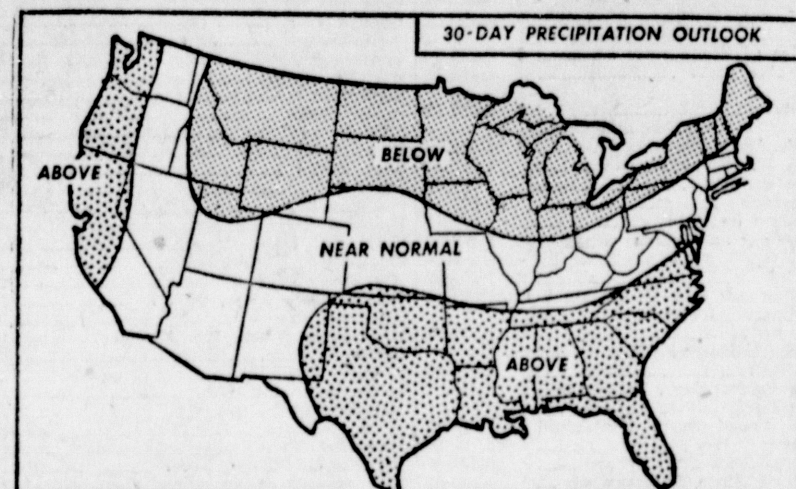 30-DAY PRECIPITATION OUTLOOK
BELOW
ABOVE
NEAR NORMAL
ABOVE